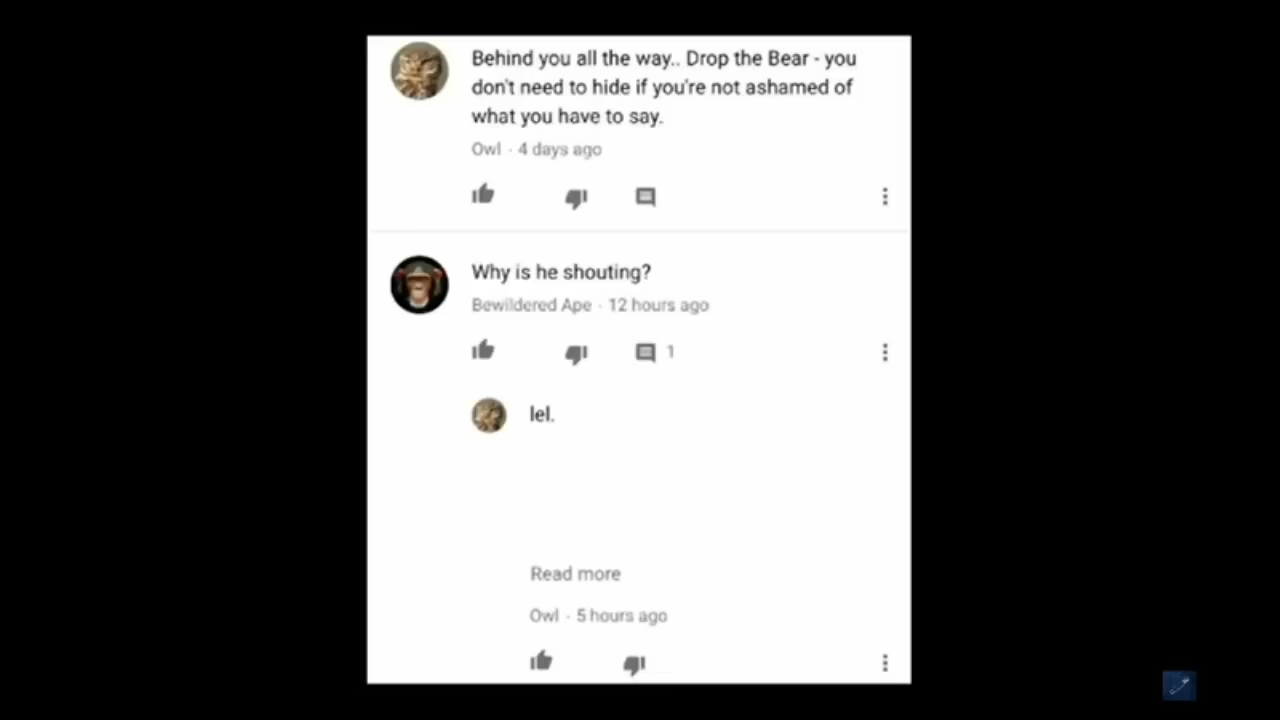 Behind you all the way.. Drop the Bear - you
don't need to hide if you're not ashamed of
what you have to say.
Owl · 4 days ago
Why is he shouting?
Bewildered Ape · 12 hours ago
1
lel.
Read more
Owl · 5 hours ago